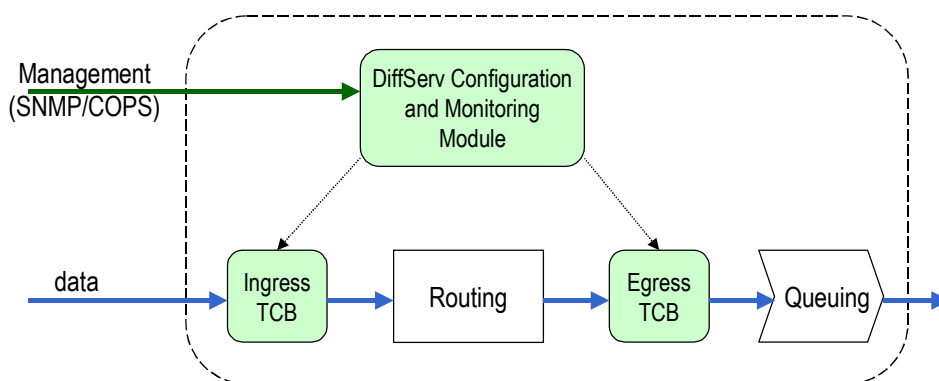 Management
(SNMP/COPS)
DiffServ Configuration
and Monitoring
Module
data
Ingress
TCB
Routing
Egress
TCB
Queuing